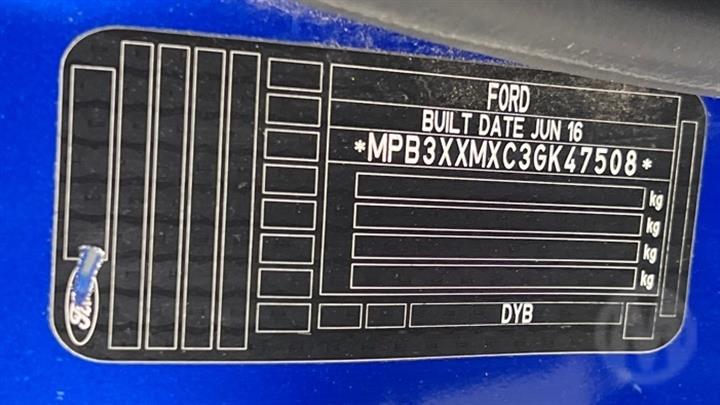 FORD
BUILT DATE JUN 16
*MPB3XXMXC3GK47508*
kg
kg
kg
kg
DYB